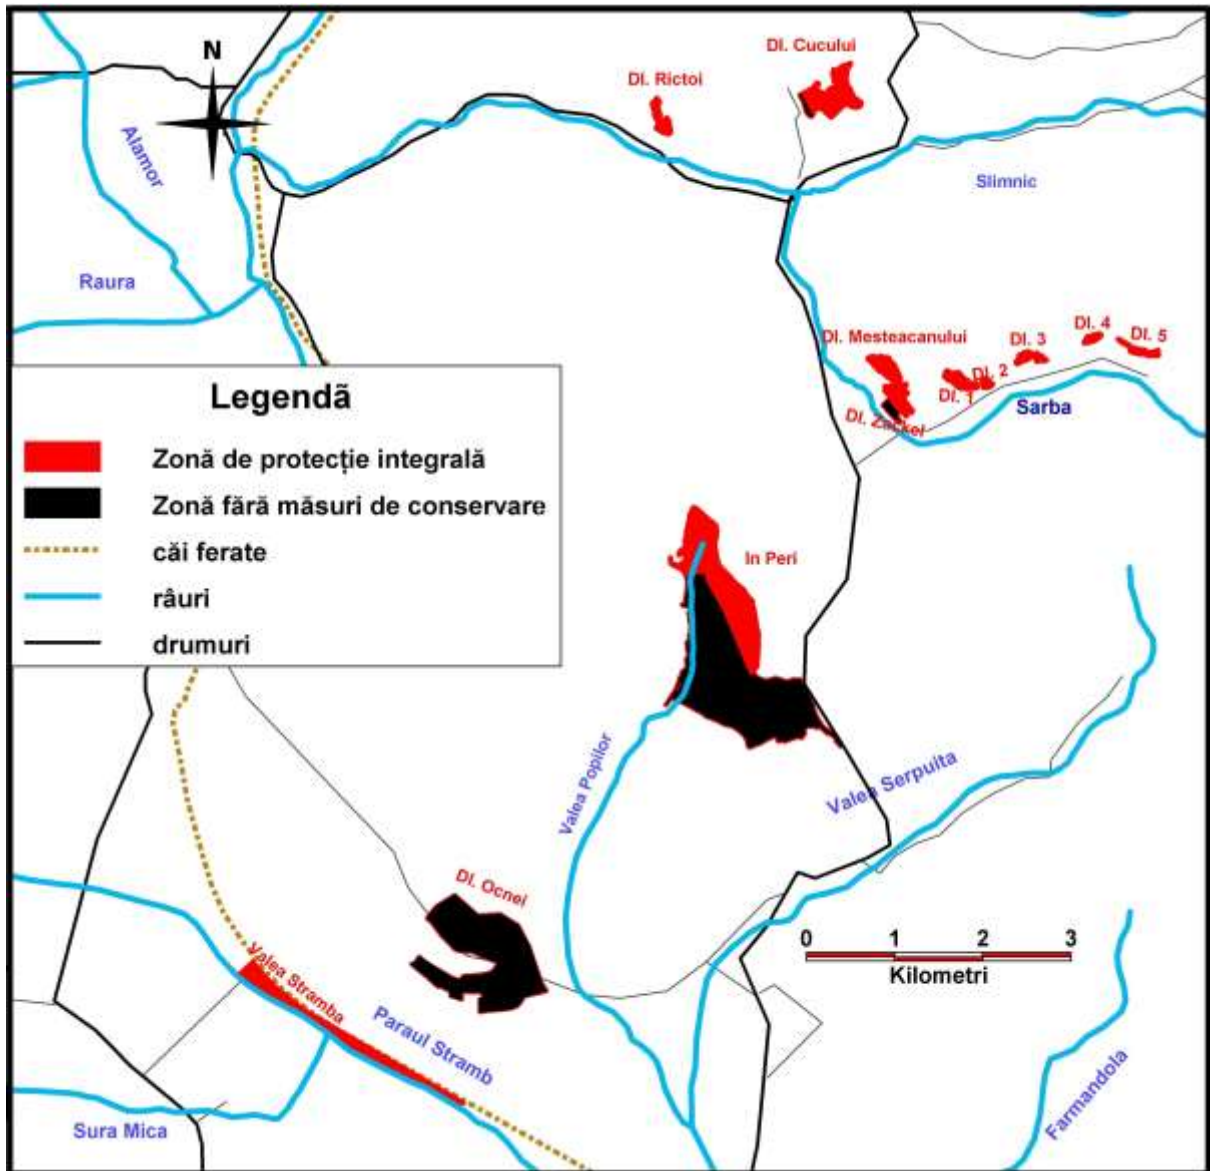 Dl. Cucului
N
Dl. Rictoi
Alamor
Slimnic
Raura
Dl. Mesteacanului
Dl. 3
Dl. 4
Dl. 5
Dl. 2
Dl. 1
Legendã
Sarba
Dl. Zackel
Zonă de protecție integrală
Zonă fără măsuri de conservare
căi ferate
In Peri
râuri
drumuri
Valea Popilor
Valea Serpuita
Dl. Ocnei
0 1 2 3
Kilometri
Valea Stramba
Paraul Stramb
Farmandola
Sura Mica